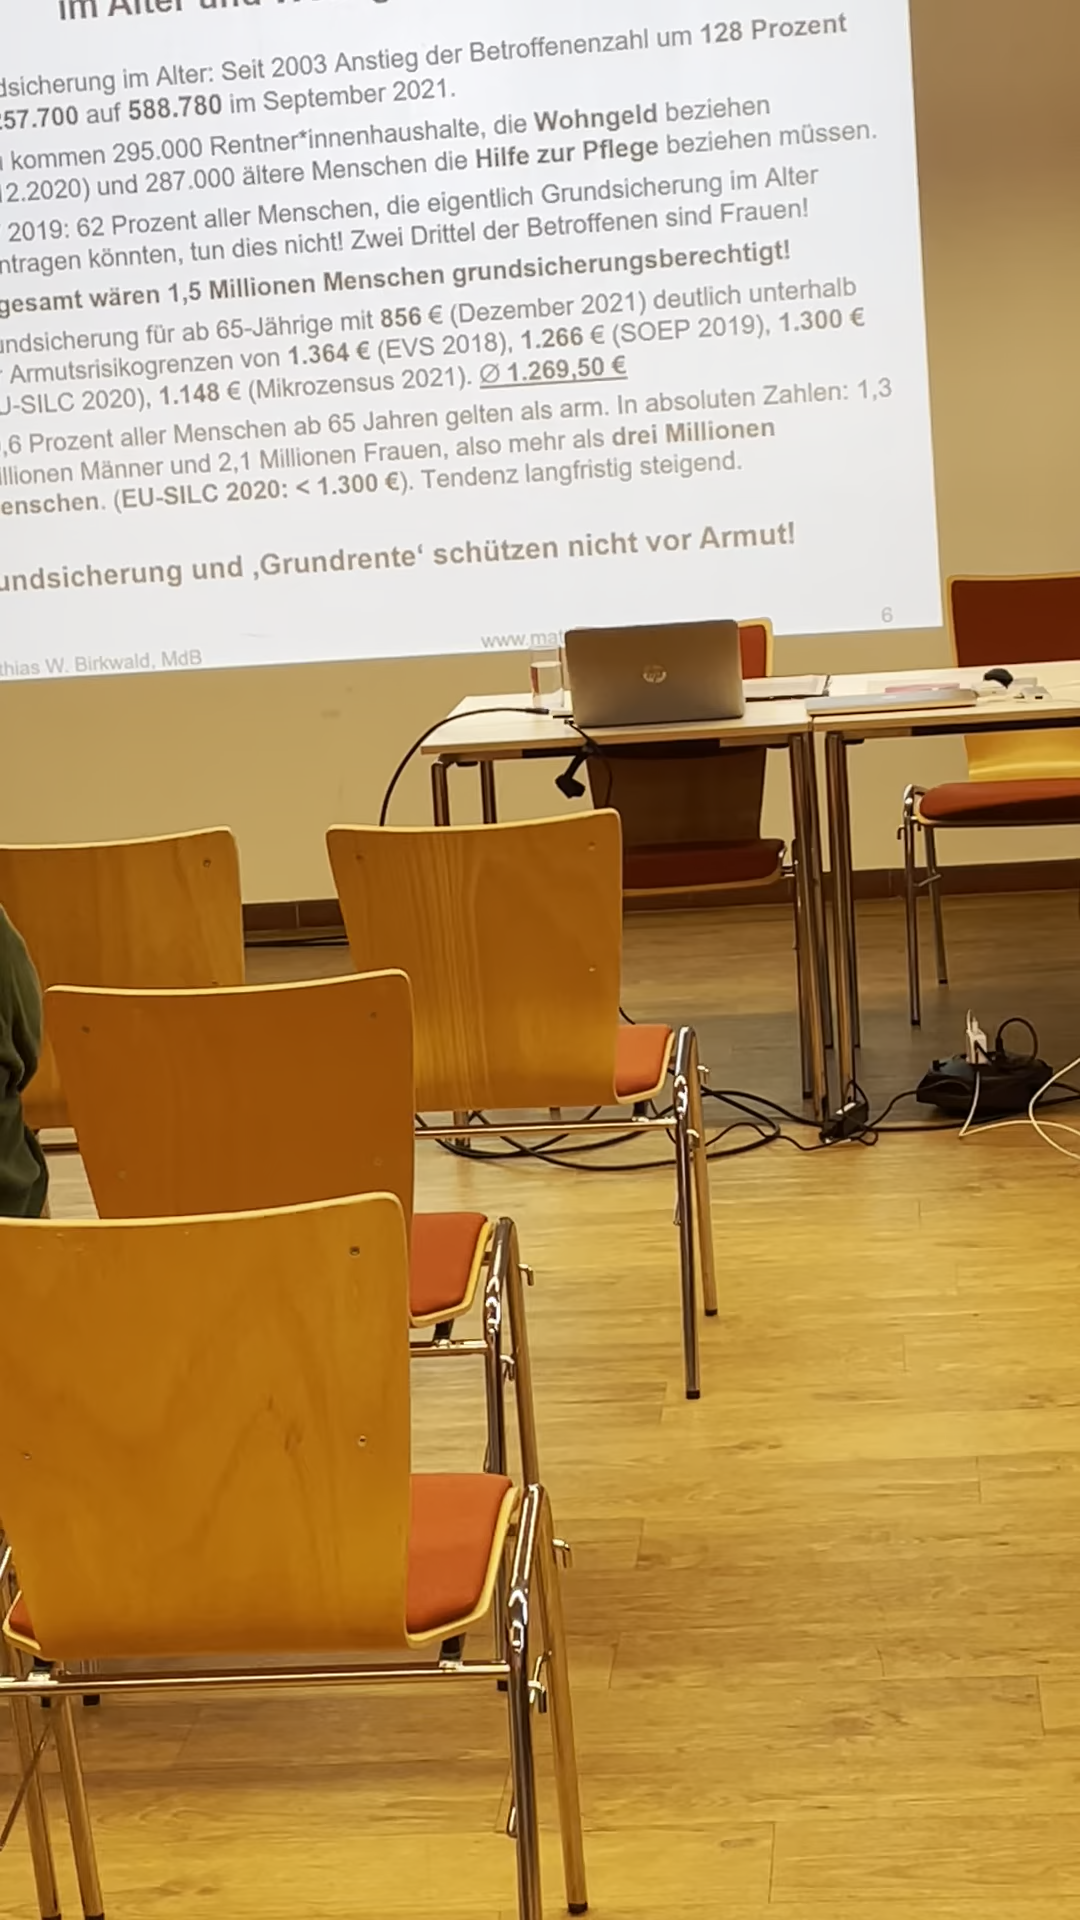 im Alter und
dsicherung im Alter: Seit 2003 Anstieg der Betroffenenzahl um 128 Prozent
257.700 auf 588.780 im September 2021.
kommen 295.000 Rentner*innenhaushalte, die Wohngeld beziehen
12.2020) und 287.000 ältere Menschen die Hilfe zur Pflege beziehen müssen.
2019: 62 Prozent aller Menschen, die eigentlich Grundsicherung im Alter
ntragen könnten, tun dies nicht! Zwei Drittel der Betroffenen sind Frauen!
gesamt wären 1,5 Millionen Menschen grundsicherungsberechtigt!
undsicherung für ab 65-Jährige mit 856 € (Dezember 2021) deutlich unterhalb
r Armutsrisikogrenzen von 1.364 € (EVS 2018), 1.266 € (SOEP 2019), 1.300 €
U-SILC 2020), 1.148 € (Mikrozensus 2021). Ø 1.269,50 €
,6 Prozent aller Menschen ab 65 Jahren gelten als arm. In absoluten Zahlen: 1,3
illionen Männer und 2,1 Millionen Frauen, also mehr als drei Millionen
enschen. (EU-SILC 2020: < 1.300 €). Tendenz langfristig steigend.
undsicherung und ‚Grundrente‘ schützen nicht vor Armut!
thias W. Birkwald, MdB www.mat 6
hp